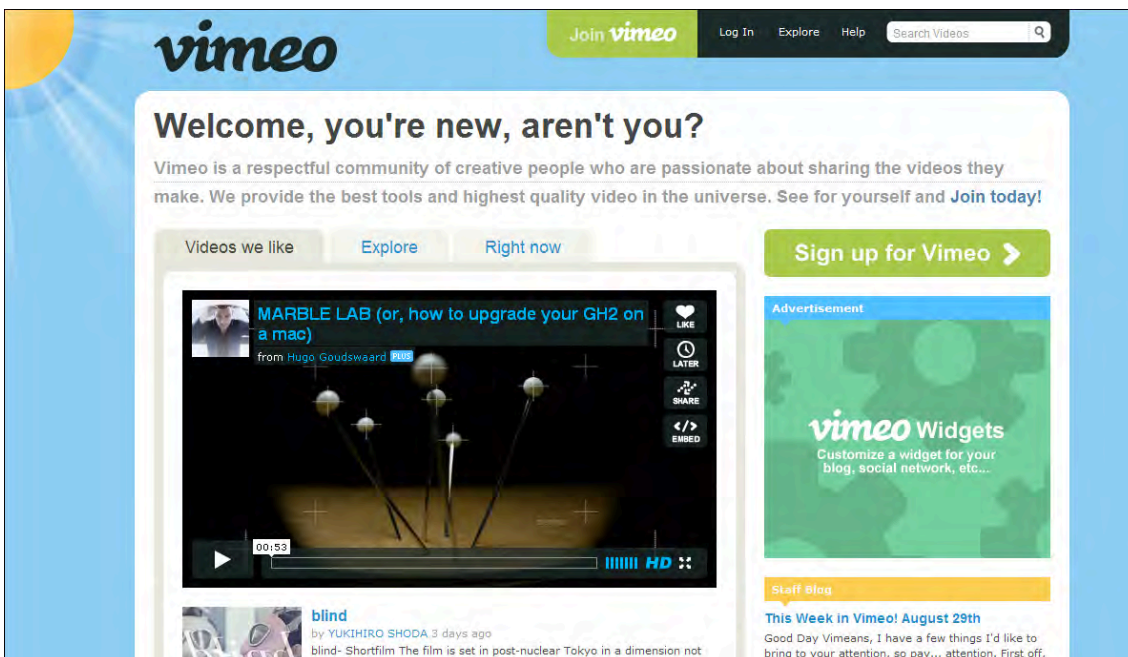 vimeo
Join vimeo
Log In
Explore
Help
Search Videos
Welcome, you're new, aren't you?
Vimeo is a respectful community of creative people who are passionate about sharing the videos they
make. We provide the best tools and highest quality video in the universe. See for yourself and Join today!
Videos we like
Explore
Right now
MARBLE LAB (or, how to upgrade your GH2 on
a mac)
from Hugo Goudswaard PLUS
LIKE
LATER
SHARE
</>
EMBED
00:53
HD
blind
by YUKIHIRO SHODA 3 days ago
blind- Shortfilm The film is set in post-nuclear Tokyo in a dimension not
Sign up for Vimeo
Advertisement
vimeo Widgets
Customize a widget for your
blog, social network, etc...
Staff Blog
This Week in Vimeo! August 29th
Good Day Vimeans, I have a few things I'd like to
bring to your attention, so pay... attention. First off,